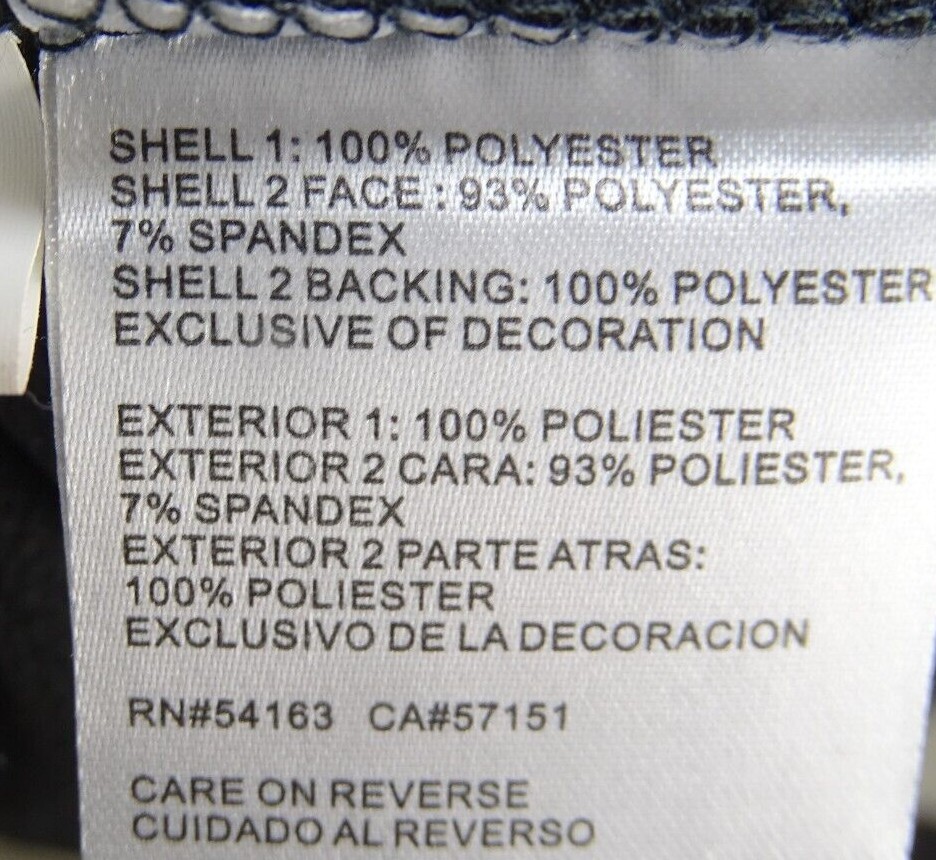 SHELL 1: 100% POLYESTER
SHELL 2 FACE : 93% POLYESTER,
7% SPANDEX
SHELL 2 BACKING: 100% POLYESTER
EXCLUSIVE OF DECORATION
EXTERIOR 1: 100% POLIESTER
EXTERIOR 2 CARA: 93% POLIESTER,
7% SPANDEX
EXTERIOR 2 PARTE ATRAS:
100% POLIESTER
EXCLUSIVO DE LA DECORACION
RN#54163 CA#57151
CARE ON REVERSE
CUIDADO AL REVERSO